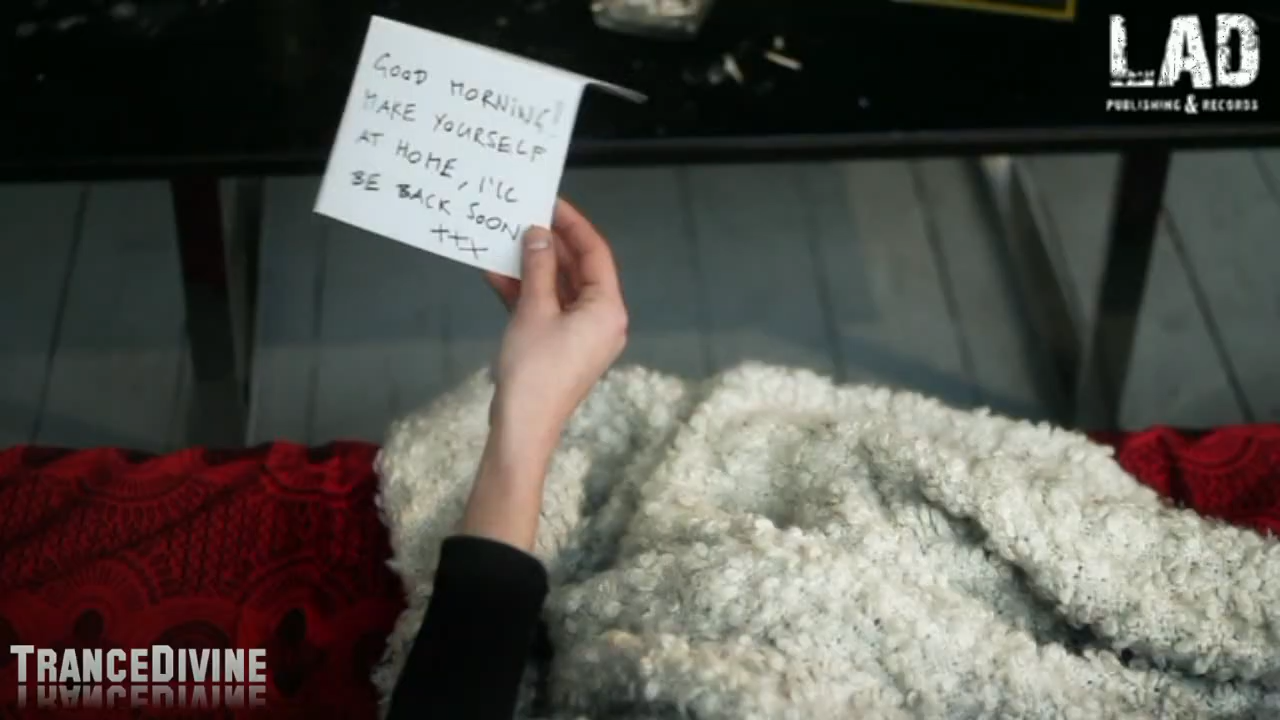 GOOD MORNING!
MAKE YOURSELF
AT HOME, I'LL
BE BACK SOON
xxx
LAD
PUBLISHING & RECORDS
TRANCEDIVINE